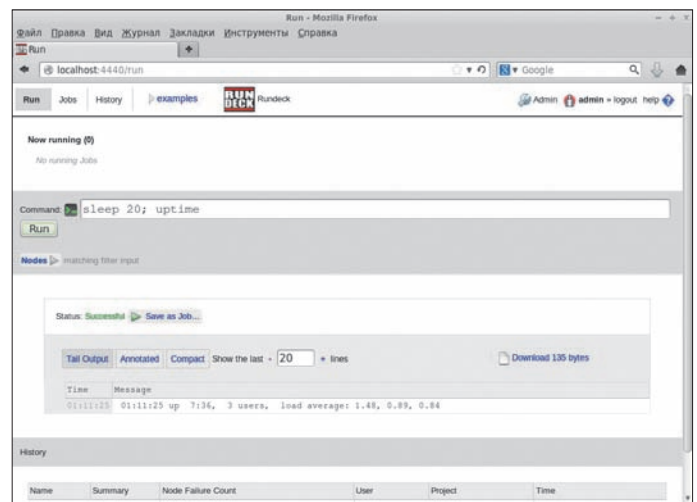 Run - Mozilla Firefox
Файл Правка Вид Журнал Закладки Инструменты Справка
Run
localhost:4440/run Google
Run Jobs History examples RUN DECK Rundeck Admin admin » logout help
Now running (0)
No running Jobs
Command: sleep 20; uptime
Run
Nodes matching filter input
Status: Successful Save as Job...
Tail Output Annotated Compact Show the last - 20 + lines Download 135 bytes
Time Message
01:11:25 01:11:25 up 7:36, 3 users, load average: 1.48, 0.89, 0.84
History
Name Summary Node Failure Count User Project Time